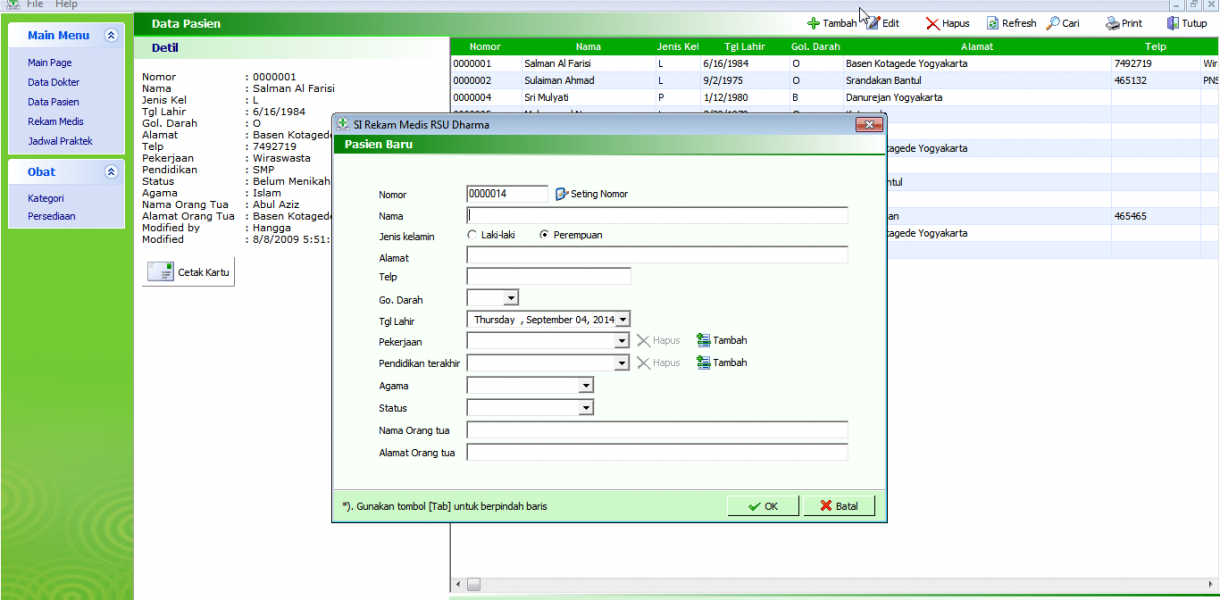 File Help
Data Pasien
Tambah Edit Hapus Refresh Cari Print Tutup
Main Menu
Main Page
Data Dokter
Data Pasien
Rekam Medis
Jadwal Praktek
Obat
Kategori
Persediaan
Detil
Nomor : 0000001
Nama : Salman Al Farisi
Jenis Kel : L
Tgl Lahir : 6/16/1984
Gol. Darah : O
Alamat : Basen Kotagede
Telp : 7492719
Pekerjaan : Wiraswasta
Pendidikan : SMP
Status : Belum Menikah
Agama : Islam
Nama Orang Tua : Abul Aziz
Alamat Orang Tua : Basen Kotagede
Modified by : Hangga
Modified : 8/8/2009 5:51:
Cetak Kartu
Nomor Nama Jenis Kel Tgl Lahir Gol. Darah Alamat Telp
0000001 Salman Al Farisi L 6/16/1984 O Basen Kotagede Yogyakarta 7492719 Wir
0000002 Sulaiman Ahmad L 9/2/1975 O Srandakan Bantul 465132 PNS
0000004 Sri Mulyati P 1/12/1980 B Danurejan Yogyakarta
tagede Yogyakarta
ntul
an 465465
tagede Yogyakarta
SI Rekam Medis RSU Dharma
Pasien Baru
Nomor 0000014 Seting Nomor
Nama
Jenis kelamin Laki-laki Perempuan
Alamat
Telp
Go. Darah
Tgl Lahir Thursday , September 04, 2014
Pekerjaan Hapus Tambah
Pendidikan terakhir Hapus Tambah
Agama
Status
Nama Orang tua
Alamat Orang tua
*). Gunakan tombol [Tab] untuk berpindah baris
OK Batal